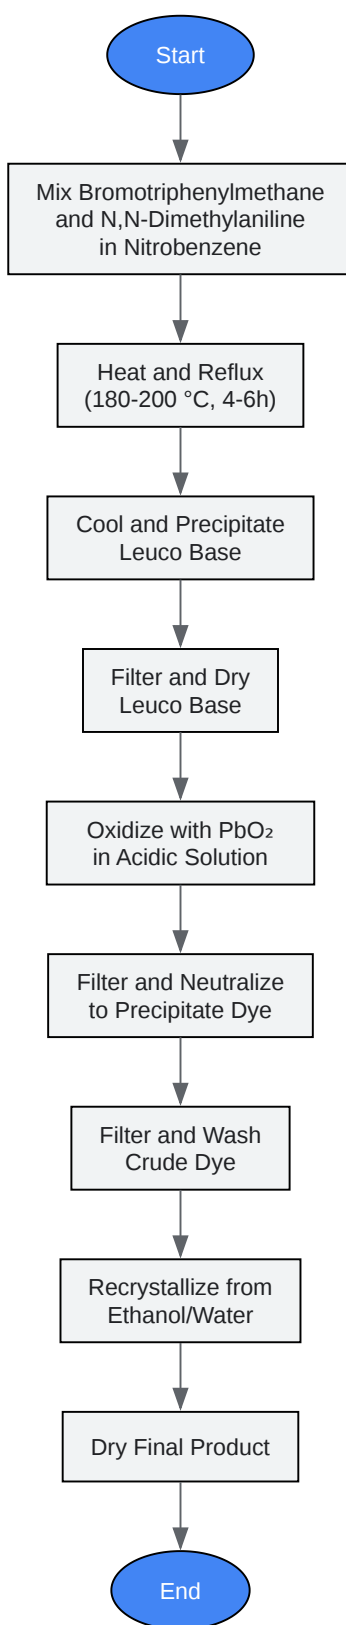 Start
Mix Bromotriphenylmethane
and N,N-Dimethylaniline
in Nitrobenzene
Heat and Reflux
(180-200 °C, 4-6h)
Cool and Precipitate
Leuco Base
Filter and Dry
Leuco Base
Oxidize with PbO₂
in Acidic Solution
Filter and Neutralize
to Precipitate Dye
Filter and Wash
Crude Dye
Recrystallize from
Ethanol/Water
Dry Final Product
End